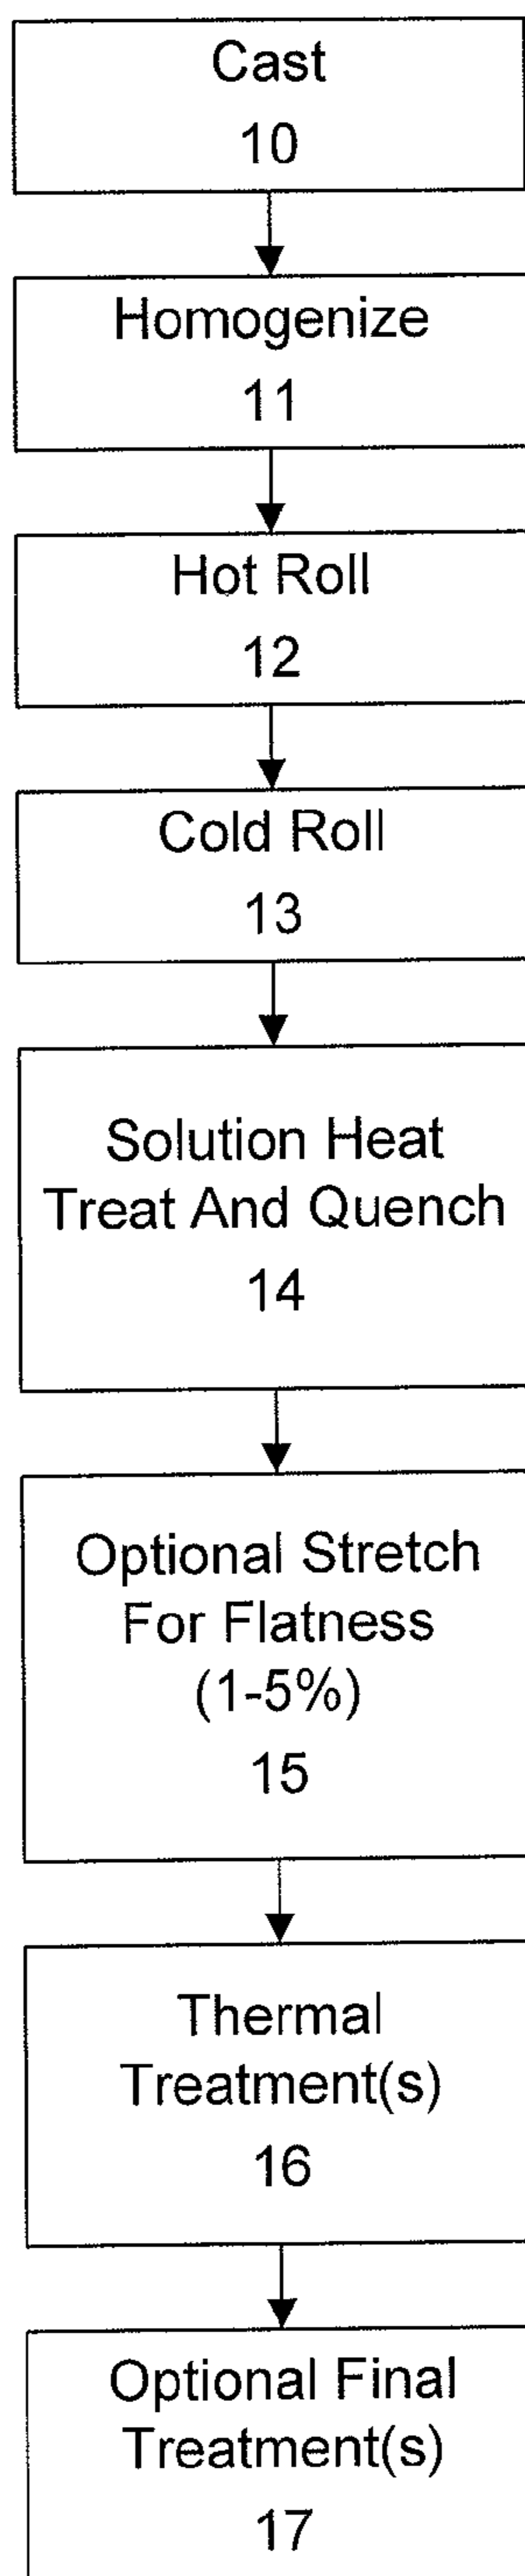 Cast
10
Homogenize
11
Hot Roll
12
Cold Roll
13
Solution Heat
Treat And Quench
14
Optional Stretch
For Flatness
(1-5%)
15
Thermal
Treatment(s)
16
Optional Final
Treatment(s)
17